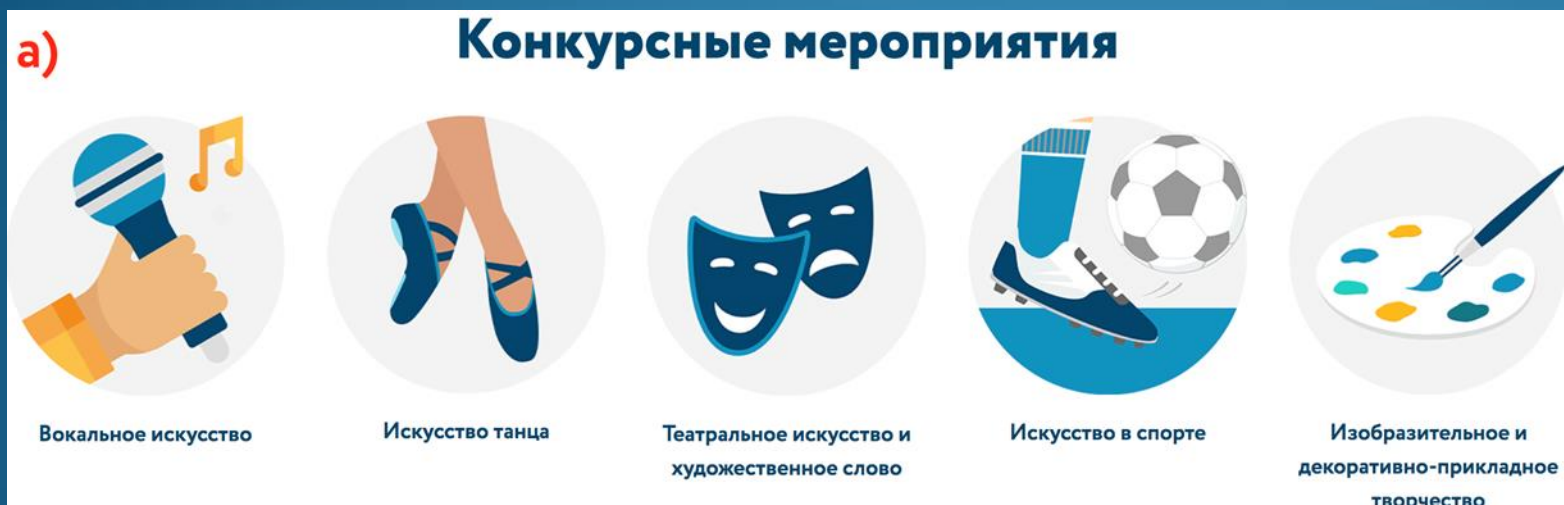 а)
Конкурсные мероприятия
Вокальное искусство
Искусство танца
Театральное искусство и
художественное слово
Искусство в спорте
Изобразительное и
декоративно-прикладное
творчество